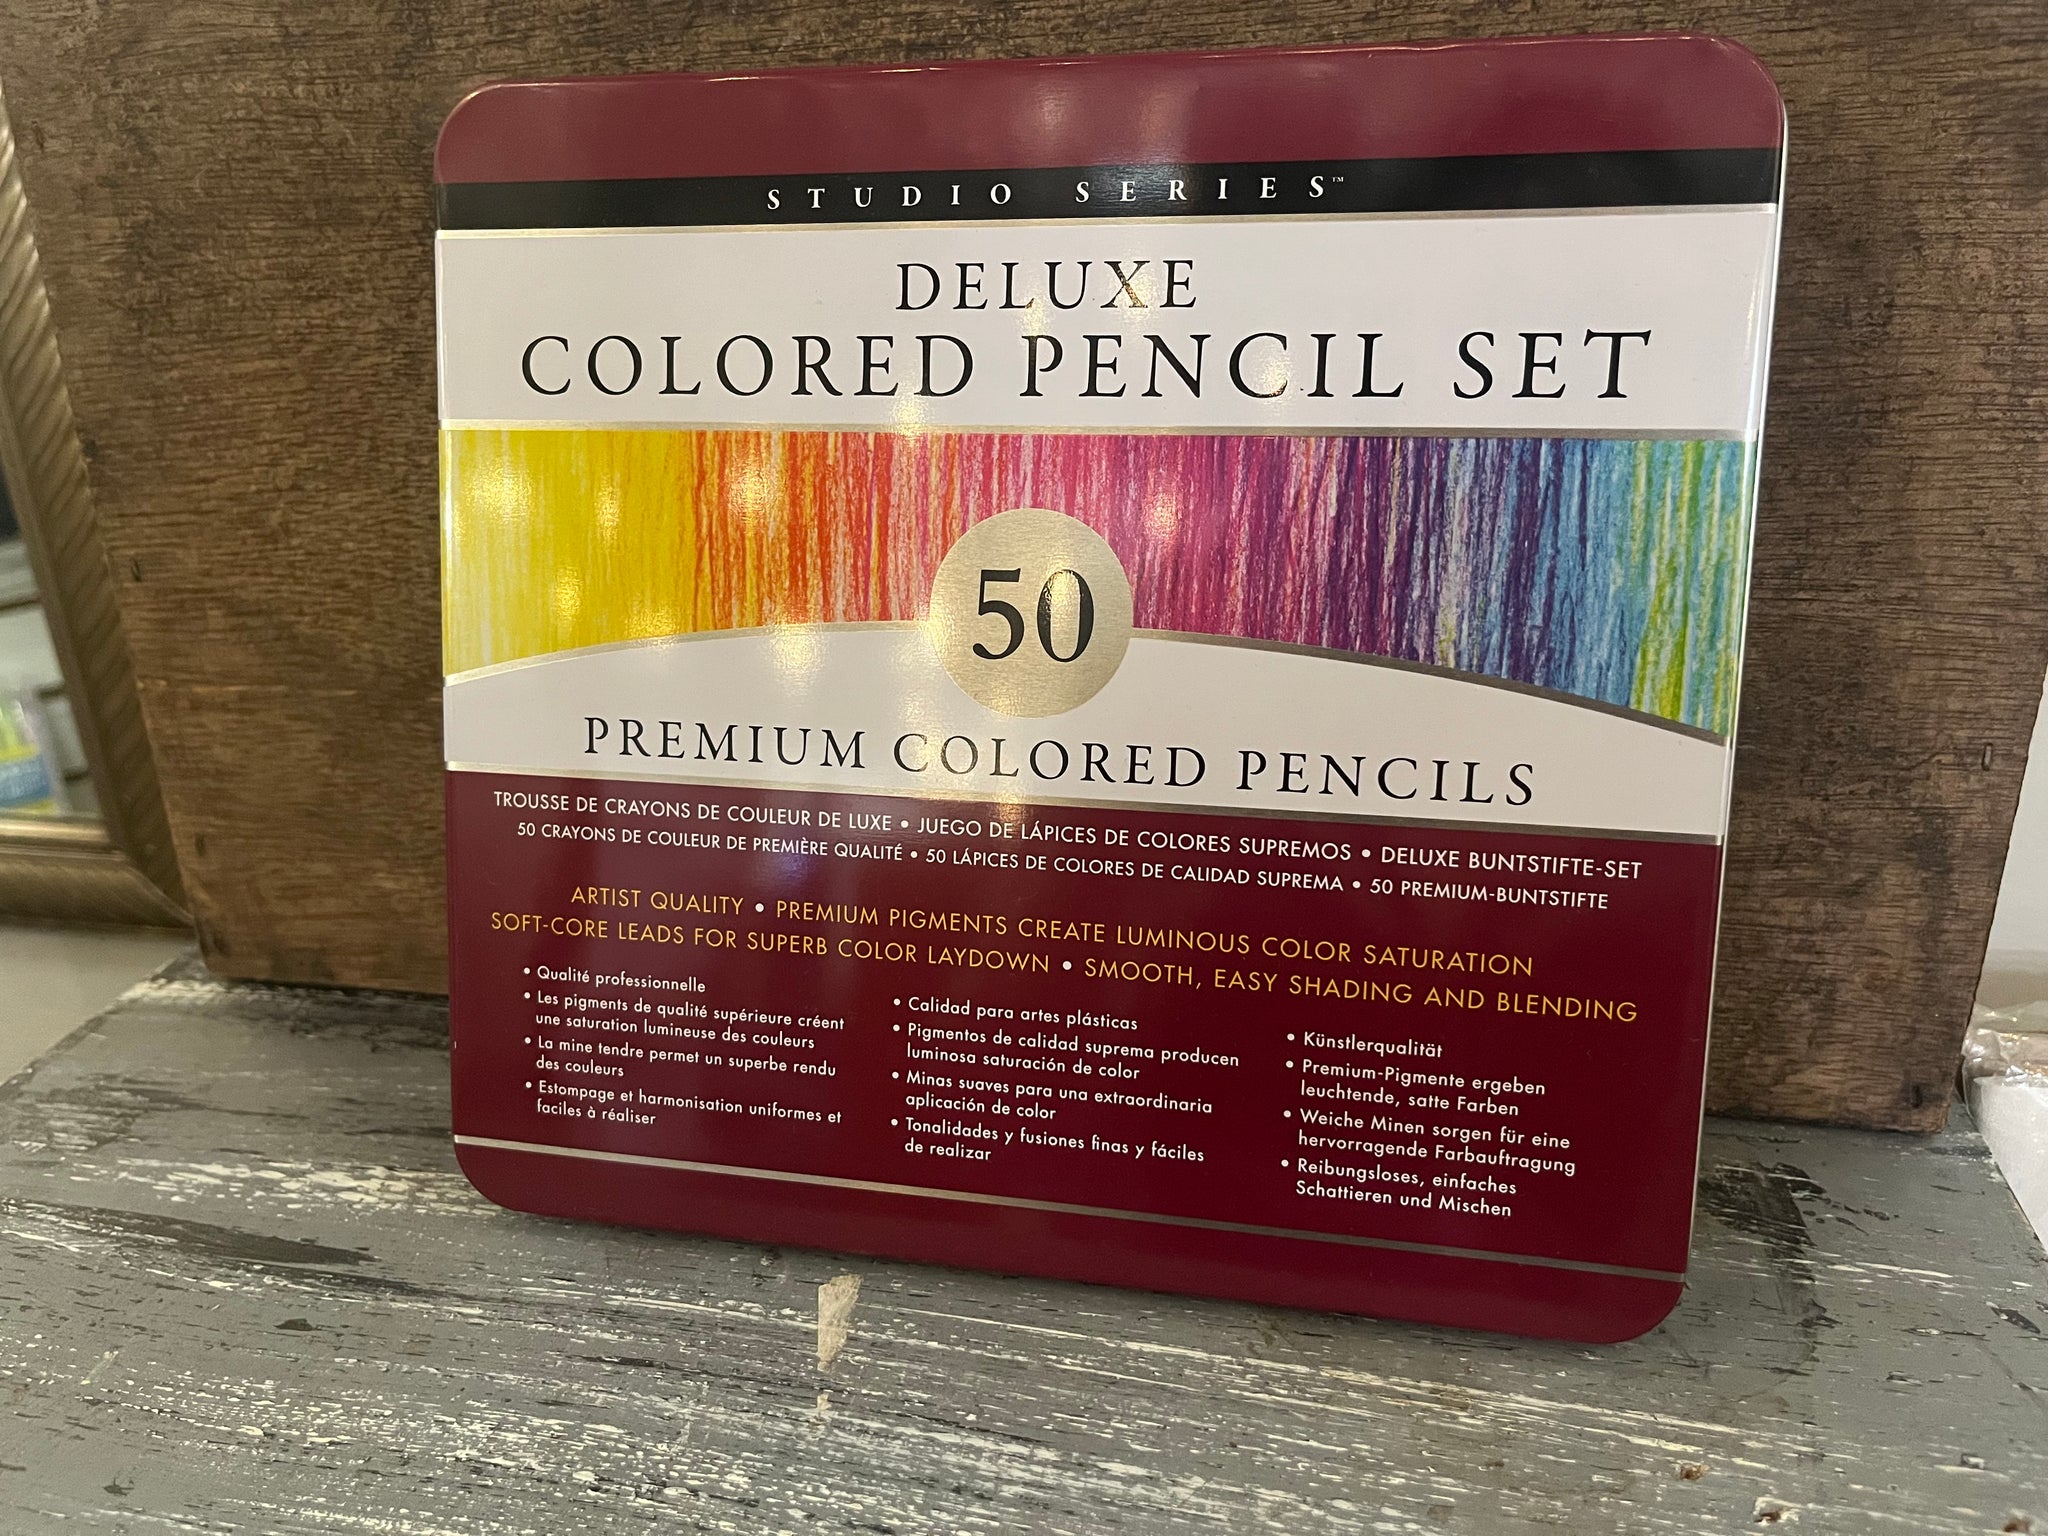 STUDIO SERIES™
DELUXE
COLORED PENCIL SET
50
PREMIUM COLORED PENCILS
TROUSSE DE CRAYONS DE COULEUR DE LUXE • JUEGO DE LÁPICES DE COLORES SUPREMOS • DELUXE BUNTSTIFTE-SET
50 CRAYONS DE COULEUR DE PREMIÈRE QUALITÉ • 50 LÁPICES DE COLORES DE CALIDAD SUPREMA • 50 PREMIUM-BUNTSTIFTE
ARTIST QUALITY • PREMIUM PIGMENTS CREATE LUMINOUS COLOR SATURATION
SOFT-CORE LEADS FOR SUPERB COLOR LAYDOWN • SMOOTH, EASY SHADING AND BLENDING
• Qualité professionnelle
• Les pigments de qualité supérieure créent
une saturation lumineuse des couleurs
• La mine tendre permet un superbe rendu
des couleurs
• Estompage et harmonisation uniformes et
faciles à réaliser
• Calidad para artes plásticas
• Pigmentos de calidad suprema producen
luminosa saturación de color
• Minas suaves para una extraordinaria
aplicación de color
• Tonalidades y fusiones finas y fáciles
de realizar
• Künstlerqualität
• Premium-Pigmente ergeben
leuchtende, satte Farben
• Weiche Minen sorgen für eine
hervorragende Farbauftragung
• Reibungsloses, einfaches
Schattieren und Mischen